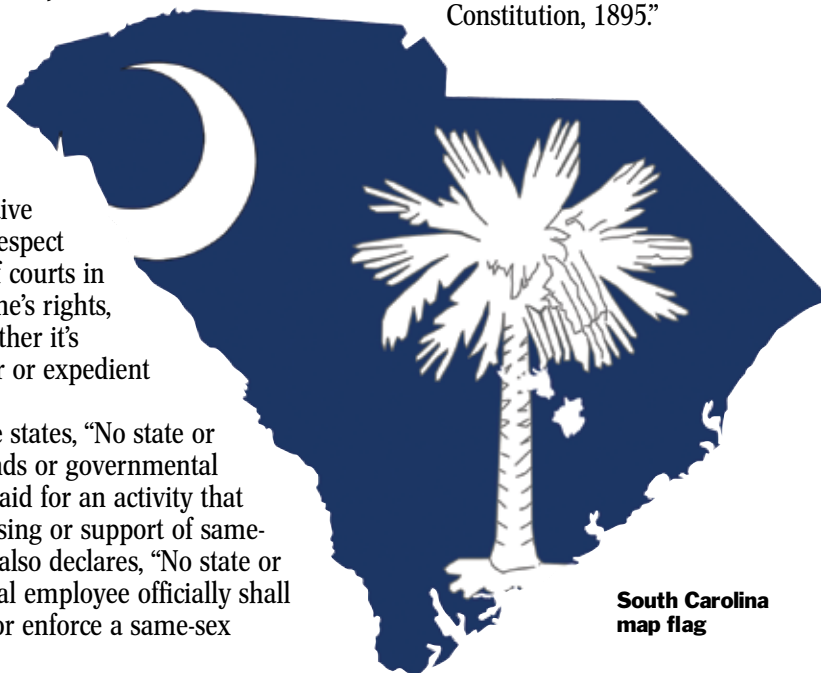 Constitution, 1895."
tive
espect
f courts in
ne's rights,
ther it's
r or expedient
e states, “No state or
nds or governmental
aid for an activity that
sing or support of same-
also declares, “No state or
al employee officially shall
or enforce a same-sex
South Carolina
map flag